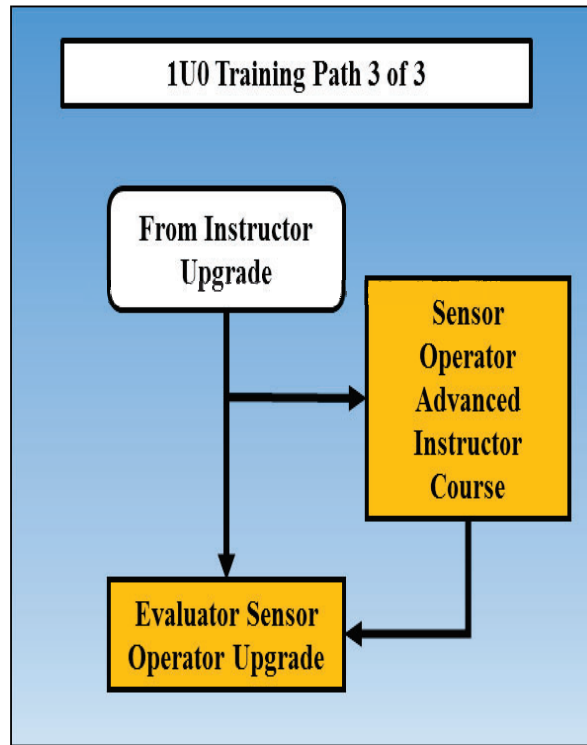 1U0 Training Path 3 of 3
From Instructor
Upgrade
Sensor
Operator
Advanced
Instructor
Course
Evaluator Sensor
Operator Upgrade